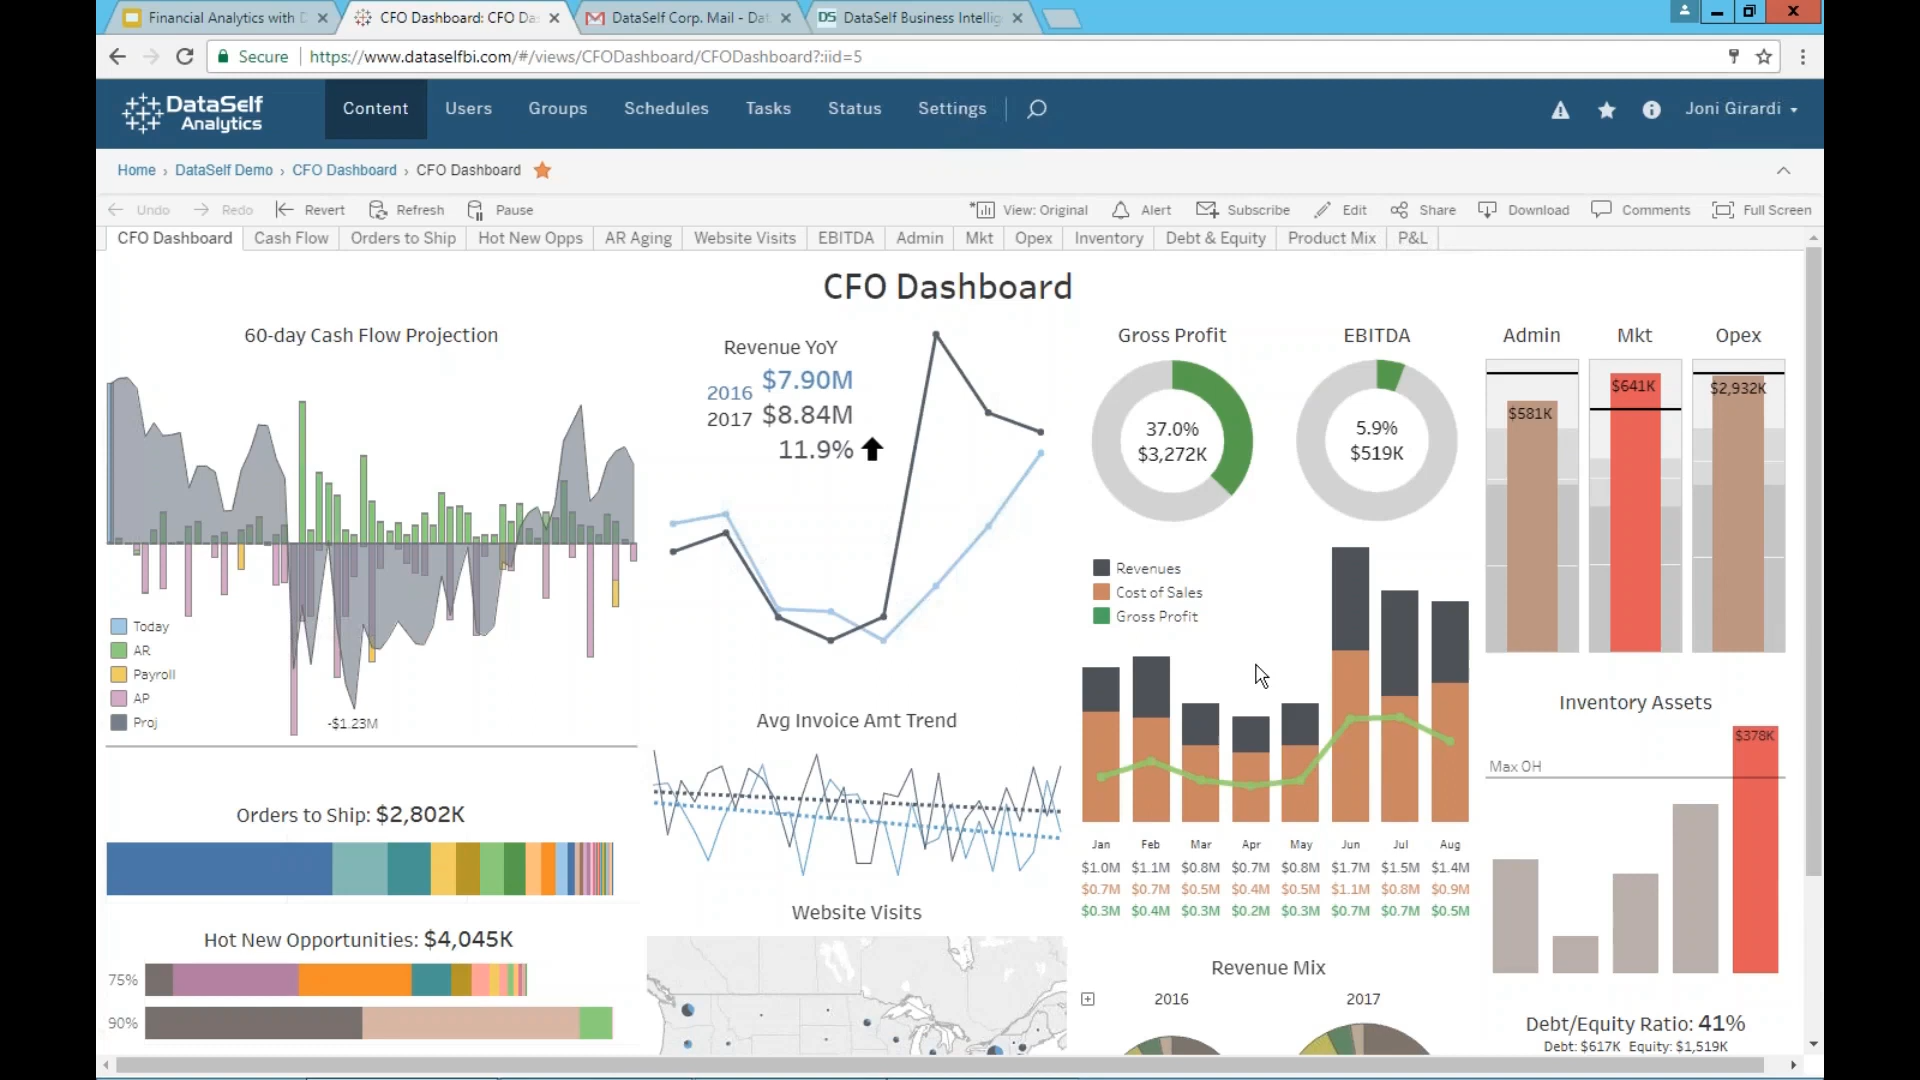 Financial Analytics with D
CFO Dashboard: CFO Da
DataSelf Corp. Mail - Dat
DS DataSelf Business Intellig
Secure
https://www.dataselfbi.com/#/views/CFODashboard/CFODashboard?:iid=5
DataSelf
Analytics
Content
Users
Groups
Schedules
Tasks
Status
Settings
Joni Girardi
Home › DataSelf Demo › CFO Dashboard › CFO Dashboard
Undo
Redo
Revert
Refresh
Pause
View: Original
Alert
Subscribe
Edit
Share
Download
Comments
Full Screen
CFO Dashboard
Cash Flow
Orders to Ship
Hot New Opps
AR Aging
Website Visits
EBITDA
Admin
Mkt
Opex
Inventory
Debt & Equity
Product Mix
P&L
CFO Dashboard
60-day Cash Flow Projection
Today
AR
Payroll
AP
Proj
-$1.23M
Orders to Ship: $2,802K
Hot New Opportunities: $4,045K
75%
90%
Revenue YoY
2016 $7.90M
2017 $8.84M
11.9%
Avg Invoice Amt Trend
Website Visits
Gross Profit
37.0%
$3,272K
EBITDA
5.9%
$519K
Revenues
Cost of Sales
Gross Profit
Jan Feb Mar Apr May Jun Jul Aug
$1.0M $1.1M $0.8M $0.7M $0.8M $1.7M $1.5M $1.4M
$0.7M $0.7M $0.5M $0.4M $0.5M $1.1M $0.8M $0.9M
$0.3M $0.4M $0.3M $0.2M $0.3M $0.7M $0.7M $0.5M
Revenue Mix
2016 2017
Admin
Mkt
Opex
$581K
$641K
$2,932K
Inventory Assets
$378K
Max OH
Debt/Equity Ratio: 41%
Debt: $617K Equity: $1,519K